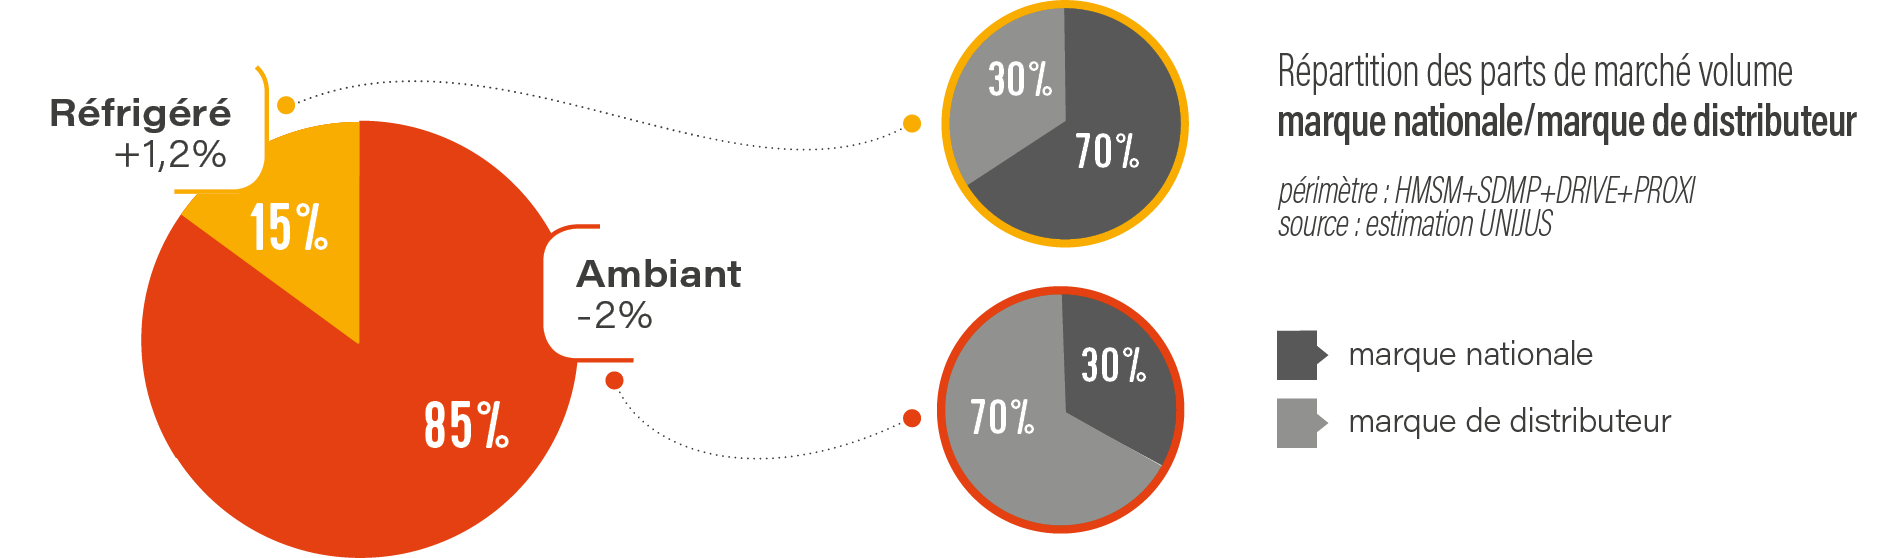 Réfrigéré
+1,2%
15%
Ambiant
-2%
85%
30%
70%
30%
70%
Répartition des parts de marché volume
marque nationale/marque de distributeur
périmètre : HMSM+SDMP+DRIVE+PROXI
source : estimation UNIJUS
marque nationale
marque de distributeur